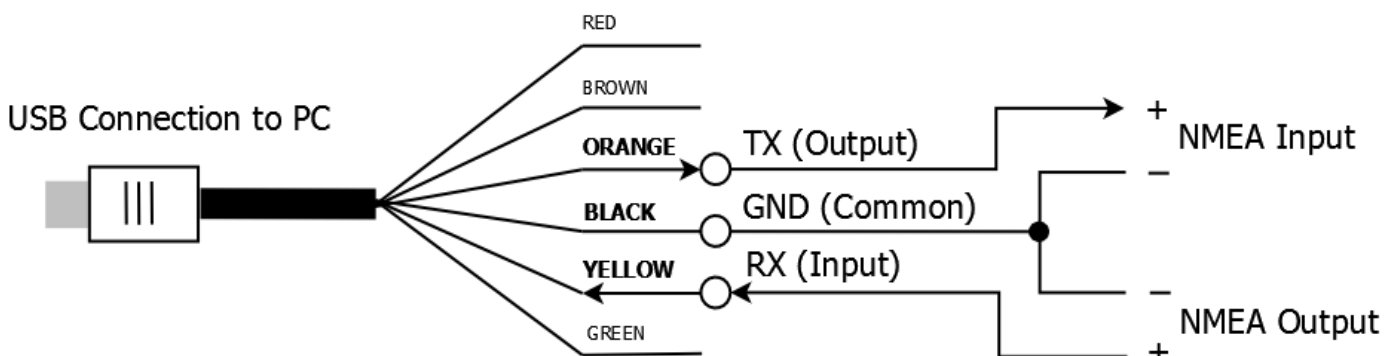 RED
BROWN
USB Connection to PC
+
NMEA Input
ORANGE
TX (Output)
−
BLACK
GND (Common)
YELLOW
RX (Input)
−
NMEA Output
GREEN
+